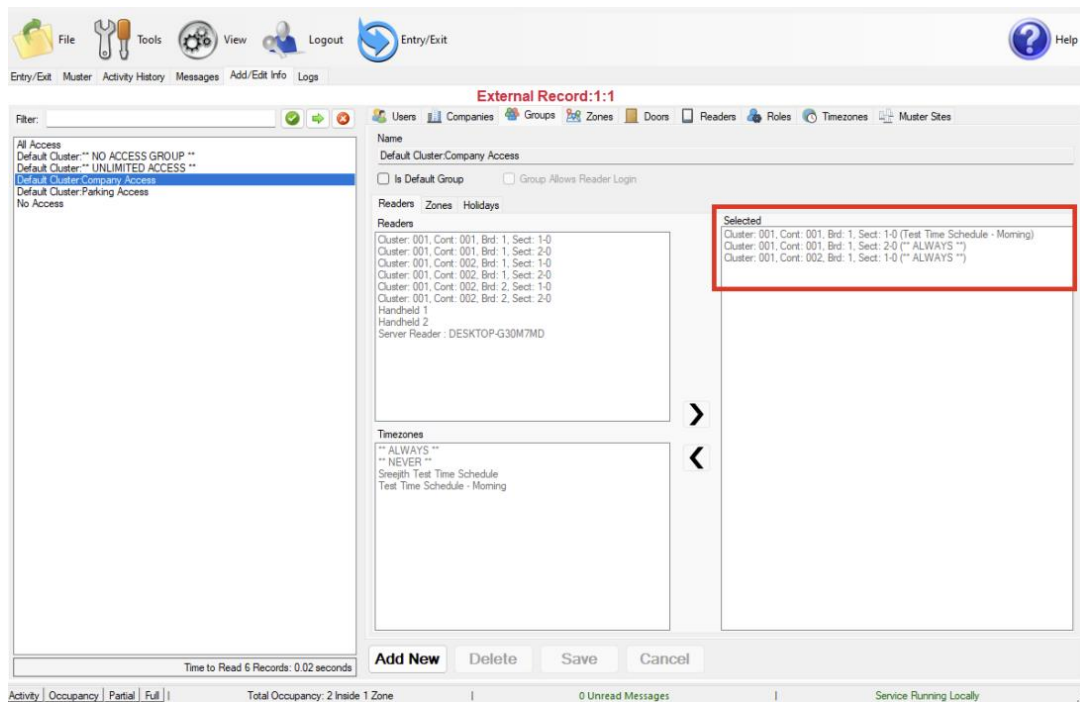 File Tools View Logout Entry/Exit Help
Entry/Exit Muster Activity History Messages Add/Edit Info Logs
External Record:1:1
Filter:
All Access
Default Cluster:** NO ACCESS GROUP **
Default Cluster:** UNLIMITED ACCESS **
Default Cluster:Company Access
Default Cluster:Parking Access
No Access
Time to Read 6 Records: 0.02 seconds
Users Companies Groups Zones Doors Readers Roles Timezones Muster Sites
Name
Default Cluster:Company Access
Is Default Group Group Allows Reader Login
Readers Zones Holidays
Readers
Cluster: 001, Cont: 001, Brd: 1, Sect: 1-0
Cluster: 001, Cont: 001, Brd: 1, Sect: 2-0
Cluster: 001, Cont: 002, Brd: 1, Sect: 1-0
Cluster: 001, Cont: 002, Brd: 1, Sect: 2-0
Cluster: 001, Cont: 002, Brd: 2, Sect: 1-0
Cluster: 001, Cont: 002, Brd: 2, Sect: 2-0
Handheld 1
Handheld 2
Server Reader : DESKTOP-G30M7MD
Timezones
** ALWAYS **
** NEVER **
Sreejith Test Time Schedule
Test Time Schedule - Morning
Selected
Cluster: 001, Cont: 001, Brd: 1, Sect: 1-0 (Test Time Schedule - Morning)
Cluster: 001, Cont: 001, Brd: 1, Sect: 2-0 (** ALWAYS **)
Cluster: 001, Cont: 002, Brd: 1, Sect: 1-0 (** ALWAYS **)
Add New Delete Save Cancel
Activity Occupancy Partial Full | Total Occupancy: 2 Inside 1 Zone | 0 Unread Messages | Service Running Locally